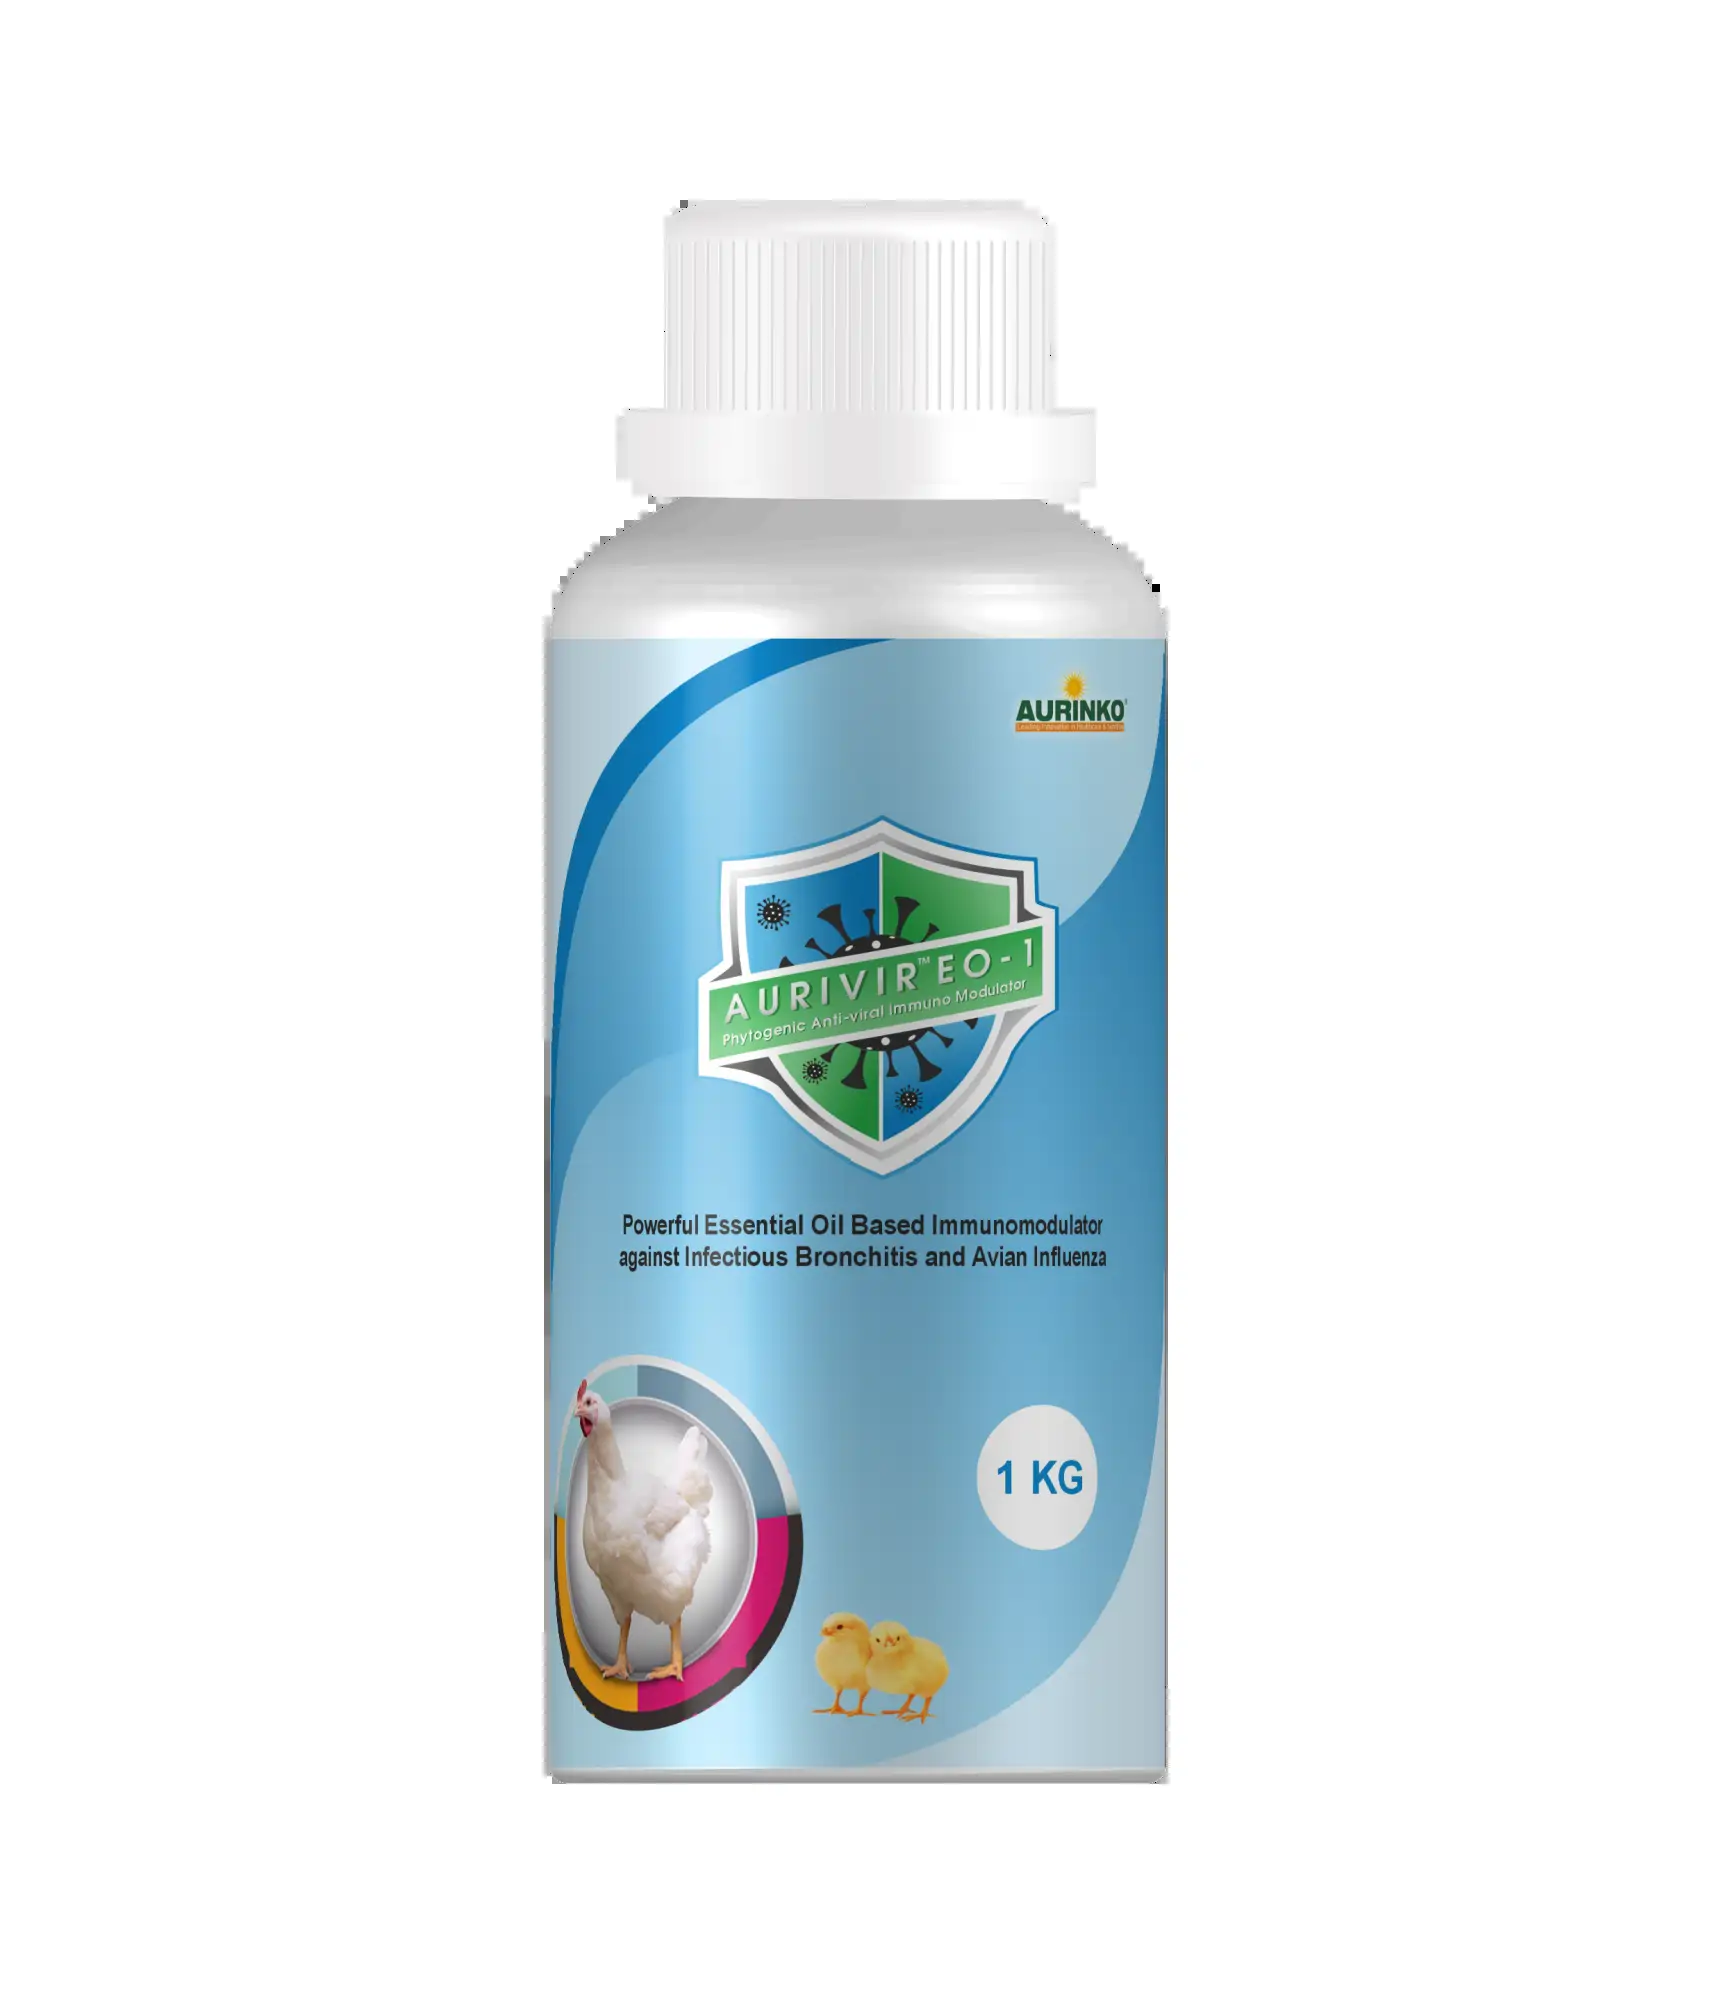 AURINKO
AURIVIR™ EO-1
Phytogenic Anti-viral immuno Modulator
Powerful Essential Oil Based Immunomodulator
against Infectious Bronchitis and Avian Influenza
1 KG